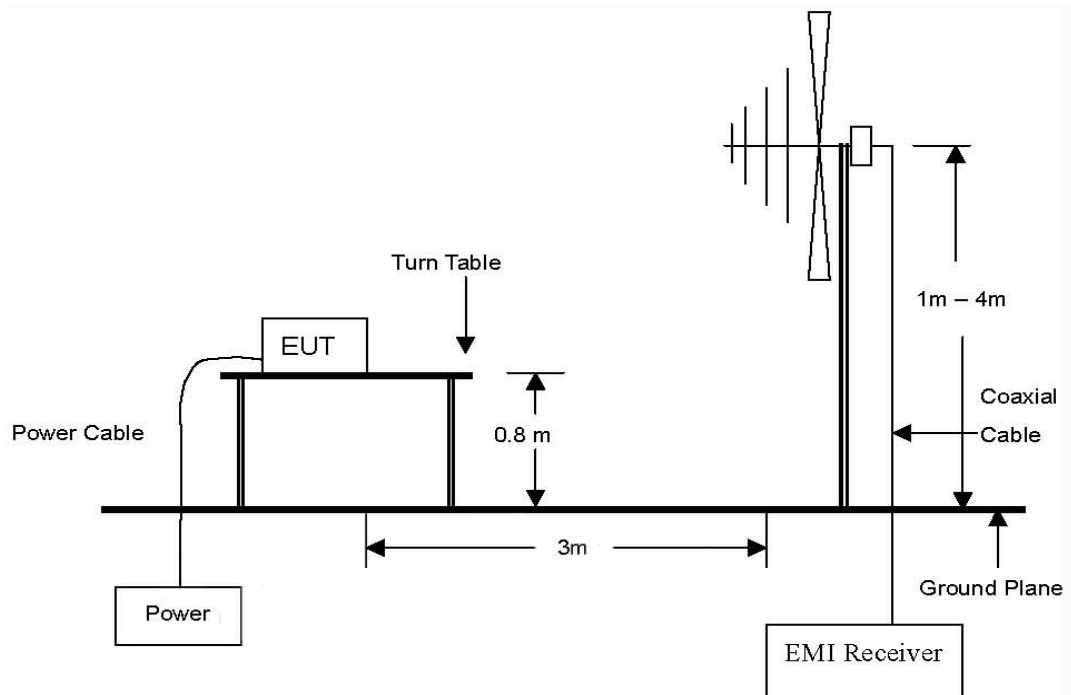 Turn Table
1m – 4m
EUT
Coaxial
Cable
Power Cable
0.8 m
3m
Ground Plane
Power
EMI Receiver